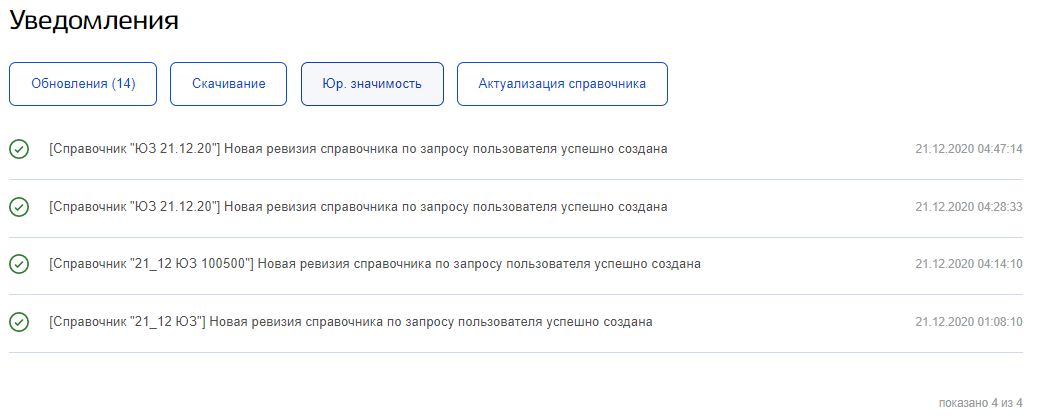 Уведомления
Обновления (14) Скачивание Юр. значимость Актуализация справочника
[Справочник "ЮЗ 21.12.20"] Новая ревизия справочника по запросу пользователя успешно создана 21.12.2020 04:47:14
[Справочник "ЮЗ 21.12.20"] Новая ревизия справочника по запросу пользователя успешно создана 21.12.2020 04:28:33
[Справочник "21_12 ЮЗ 100500"] Новая ревизия справочника по запросу пользователя успешно создана 21.12.2020 04:14:10
[Справочник "21_12 ЮЗ"] Новая ревизия справочника по запросу пользователя успешно создана 21.12.2020 01:08:10
показано 4 из 4